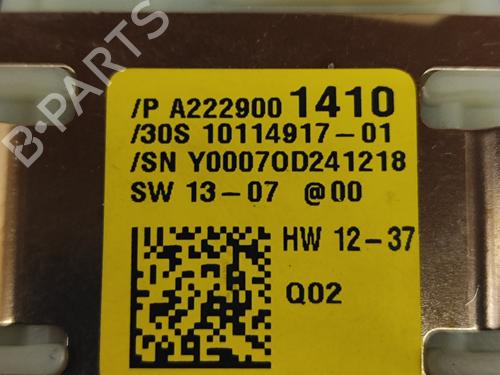 B-PARTS
/P A222900 1410
/30S 10114917-01
/SN Y00070D241218
SW 13-07 @00
HW 12-37
Q02